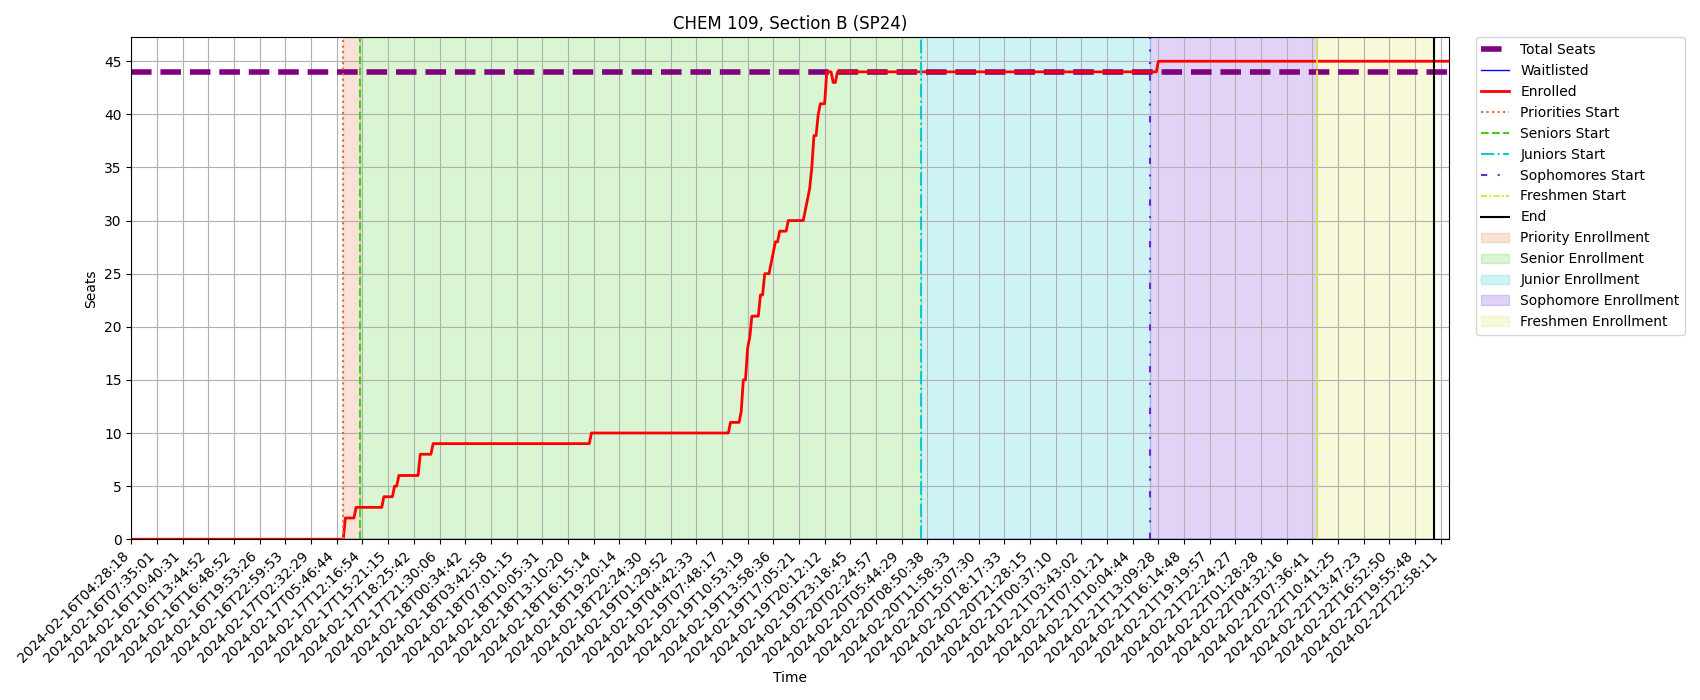 CHEM 109, Section B (SP24)
Seats
45
40
35
30
25
20
15
10
5
0
2024-02-16T04:28:18
2024-02-16T07:35:01
2024-02-16T10:40:31
2024-02-16T13:44:52
2024-02-16T16:48:52
2024-02-16T19:53:26
2024-02-16T22:59:53
2024-02-17T02:32:29
2024-02-17T05:46:44
2024-02-17T12:16:54
2024-02-17T15:21:15
2024-02-17T18:25:42
2024-02-17T21:30:06
2024-02-18T00:34:42
2024-02-18T03:42:58
2024-02-18T07:01:15
2024-02-18T10:05:31
2024-02-18T13:10:20
2024-02-18T16:15:14
2024-02-18T19:20:14
2024-02-18T22:24:30
2024-02-19T01:29:52
2024-02-19T04:42:33
2024-02-19T07:48:17
2024-02-19T10:53:19
2024-02-19T13:58:36
2024-02-19T17:05:21
2024-02-19T20:12:12
2024-02-19T23:18:45
2024-02-20T02:24:57
2024-02-20T05:44:29
2024-02-20T08:50:38
2024-02-20T11:58:33
2024-02-20T15:07:30
2024-02-20T18:17:33
2024-02-20T21:28:15
2024-02-21T00:37:10
2024-02-21T03:43:02
2024-02-21T07:01:21
2024-02-21T10:04:44
2024-02-21T13:09:28
2024-02-21T16:14:48
2024-02-21T19:19:57
2024-02-21T22:24:27
2024-02-22T01:28:28
2024-02-22T04:32:16
2024-02-22T07:36:41
2024-02-22T10:41:25
2024-02-22T13:47:23
2024-02-22T16:52:50
2024-02-22T19:55:48
2024-02-22T22:58:11
Time
Total Seats
Waitlisted
Enrolled
Priorities Start
Seniors Start
Juniors Start
Sophomores Start
Freshmen Start
End
Priority Enrollment
Senior Enrollment
Junior Enrollment
Sophomore Enrollment
Freshmen Enrollment